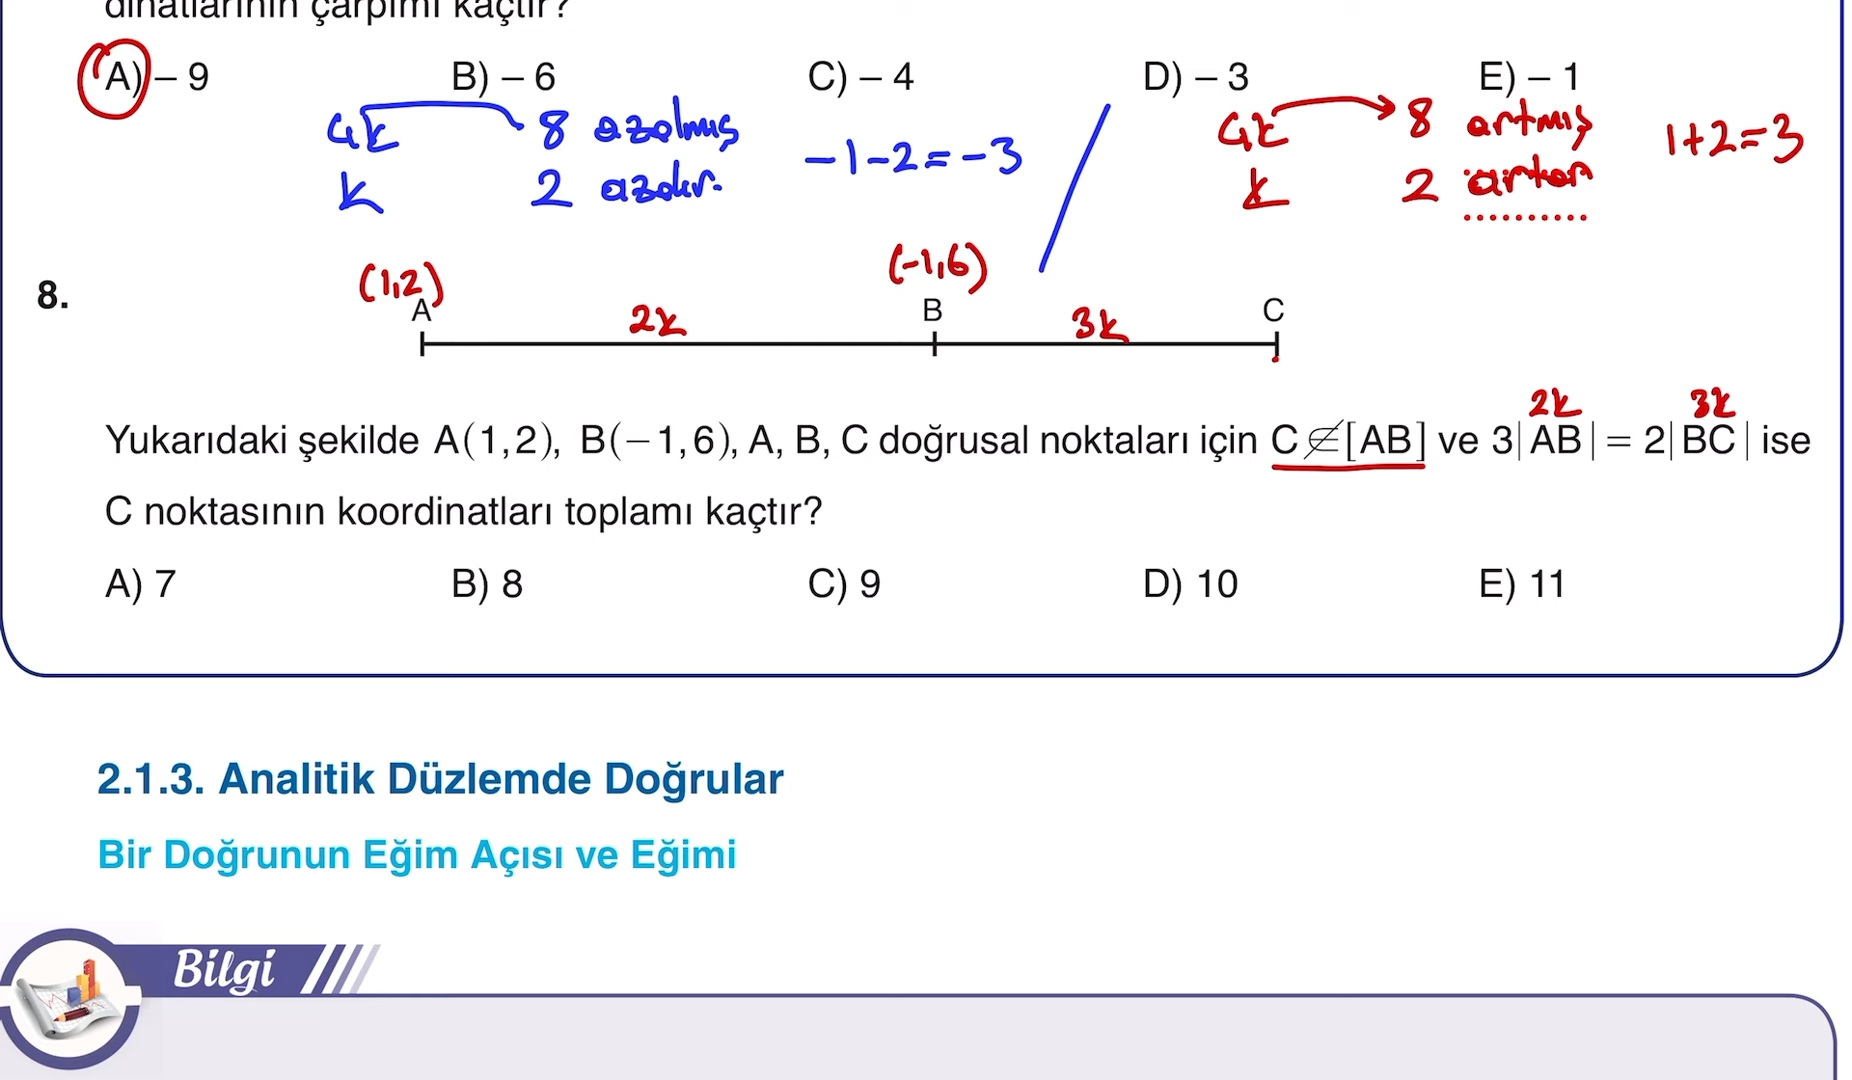 dinatlarının çarpımı kaçtır?
A) – 9 B) – 6 C) – 4 D) – 3 E) – 1
4k 8 azalmış
k 2 azalır.
-1-2=-3
4k 8 artmış
k 2 artar
1+2=3
8.
(1,2) (-1,6)
A B C
2k 3k
2k 3k
Yukarıdaki şekilde A(1,2), B(−1,6), A, B, C doğrusal noktaları için C ∉ [AB] ve 3|AB| = 2|BC| ise
C noktasının koordinatları toplamı kaçtır?
A) 7 B) 8 C) 9 D) 10 E) 11
2.1.3. Analitik Düzlemde Doğrular
Bir Doğrunun Eğim Açısı ve Eğimi
Bilgi